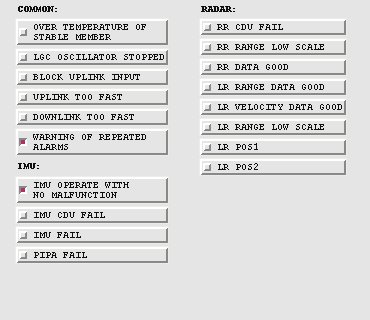 COMMON:
OVER TEMPERATURE OF
STABLE MEMBER
LGC OSCILLATOR STOPPED
BLOCK UPLINK INPUT
UPLINK TOO FAST
DOWNLINK TOO FAST
WARNING OF REPEATED
ALARMS
IMU:
IMU OPERATE WITH
NO MALFUNCTION
IMU CDU FAIL
IMU FAIL
PIPA FAIL
RADAR:
RR CDU FAIL
RR RANGE LOW SCALE
RR DATA GOOD
LR RANGE DATA GOOD
LR VELOCITY DATA GOOD
LR RANGE LOW SCALE
LR POS1
LR POS2